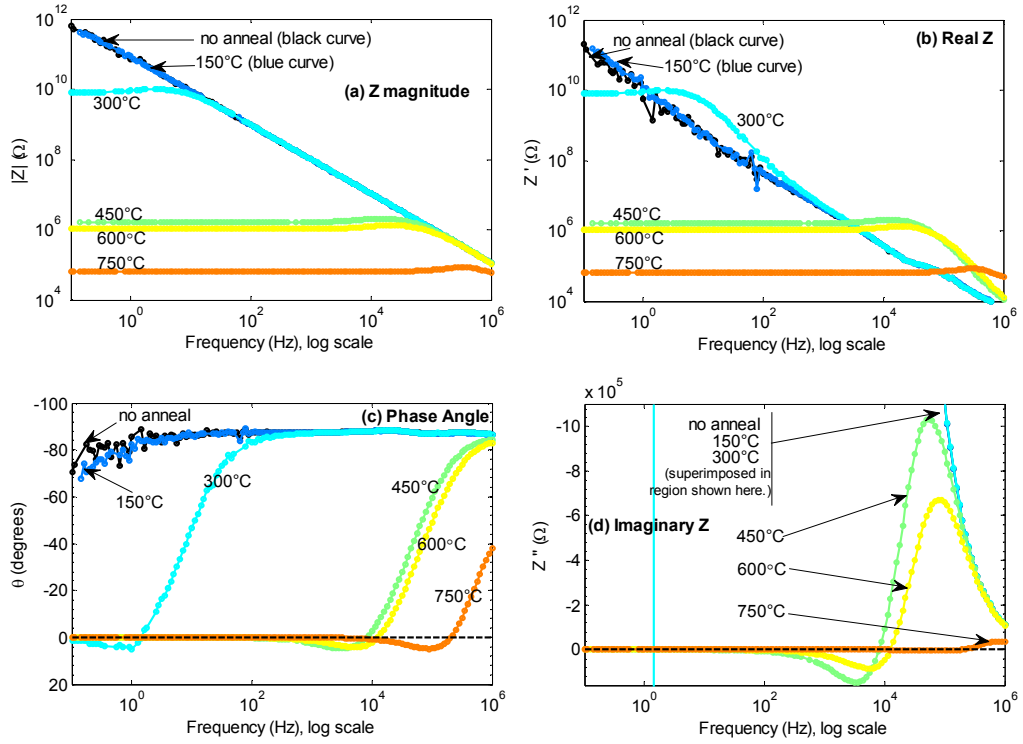 10^12
10^10
10^8
10^6
10^4
|Z| (Ω)
no anneal (black curve)
150°C (blue curve)
(a) Z magnitude
300°C
450°C
600°C
750°C
10^0
10^2
10^4
10^6
Frequency (Hz), log scale
10^12
10^10
10^8
10^6
10^4
Z ' (Ω)
(b) Real Z
no anneal (black curve)
150°C (blue curve)
300°C
450°C
600°C
750°C
10^0
10^2
10^4
10^6
Frequency (Hz), log scale
-100
-80
-60
-40
-20
0
20
θ (degrees)
no anneal
(c) Phase Angle
150°C
300°C
450°C
600°C
750°C
10^0
10^2
10^4
10^6
Frequency (Hz), log scale
x 10^5
-10
-8
-6
-4
-2
0
Z '' (Ω)
no anneal
150°C
300°C
(superimposed in
region shown here.)
(d) Imaginary Z
450°C
600°C
750°C
10^0
10^2
10^4
10^6
Frequency (Hz), log scale